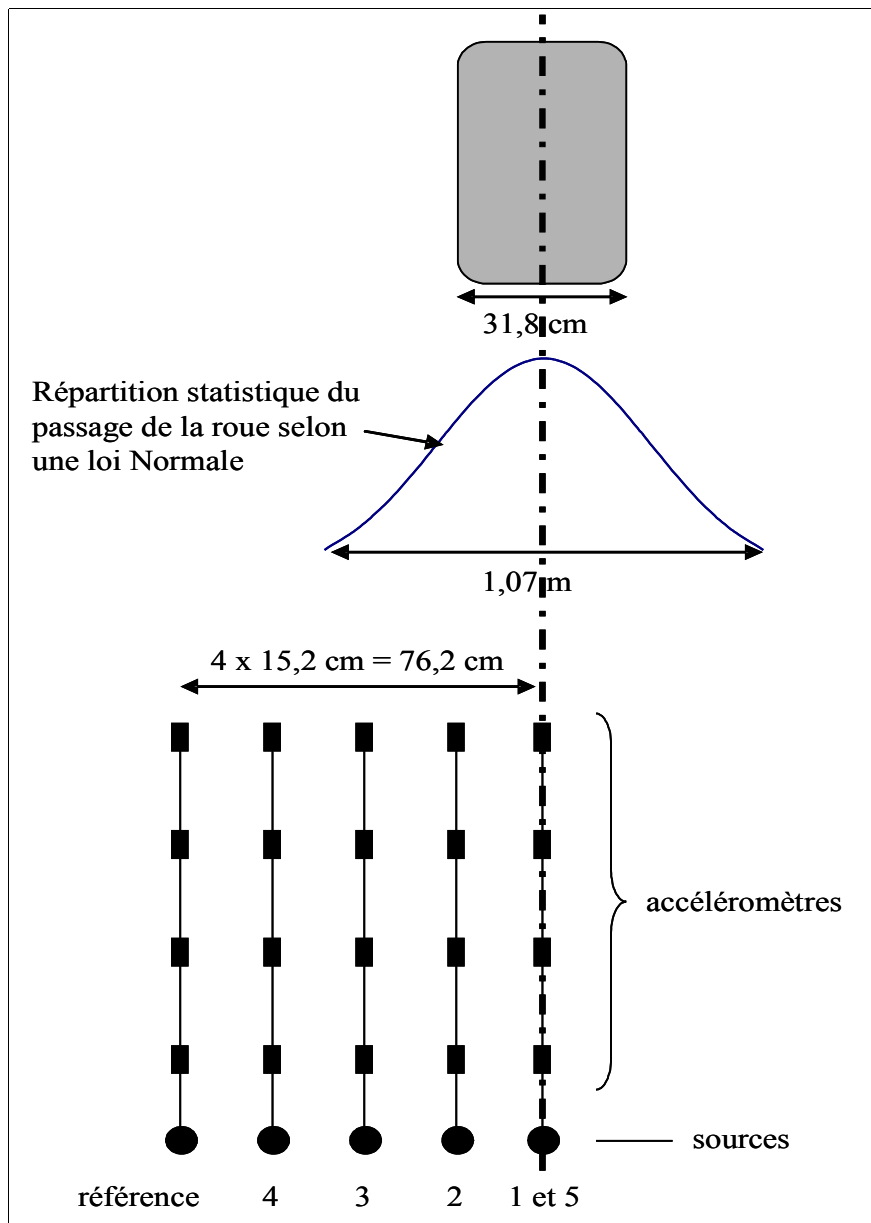 31,8 cm
Répartition statistique du
passage de la roue selon
une loi Normale
1,07 m
4 x 15,2 cm = 76,2 cm
accéléromètres
sources
référence 4 3 2 1 et 5